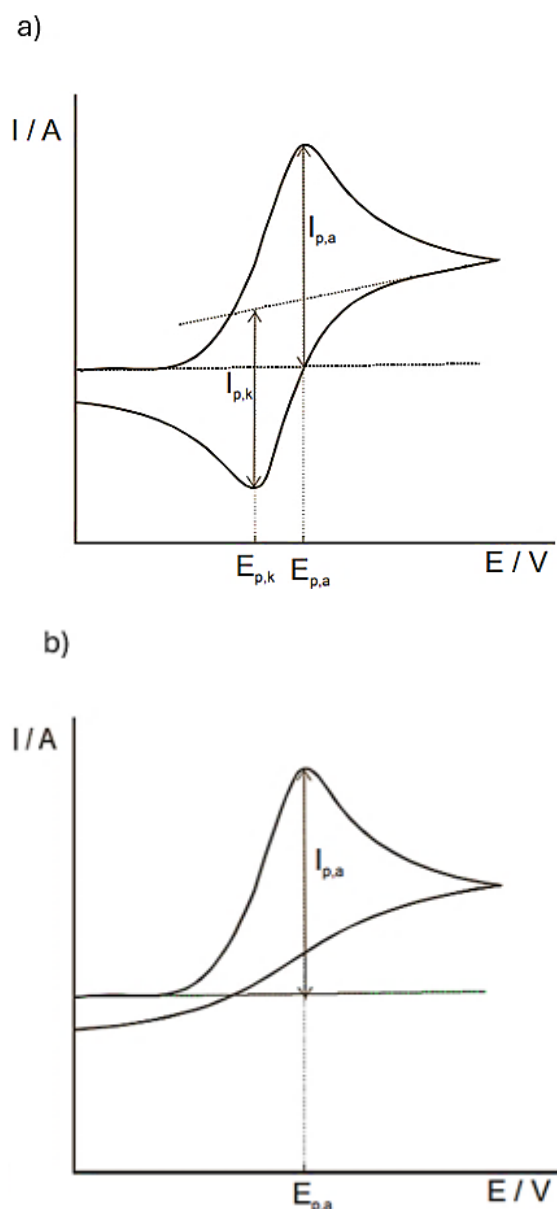 a)
I / A
I p,a
I p,k
E p,k
E p,a
E / V
b)
I / A
I p,a
E p,a
E / V